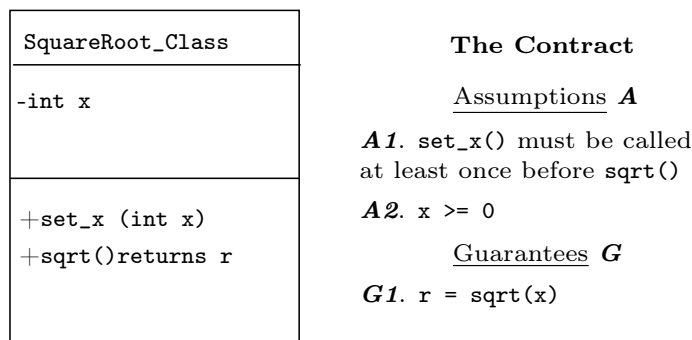 SquareRoot_Class
-int x
+set_x (int x)
+sqrt()returns r
The Contract
Assumptions A
A1. set_x() must be called
at least once before sqrt()
A2. x >= 0
Guarantees G
G1. r = sqrt(x)